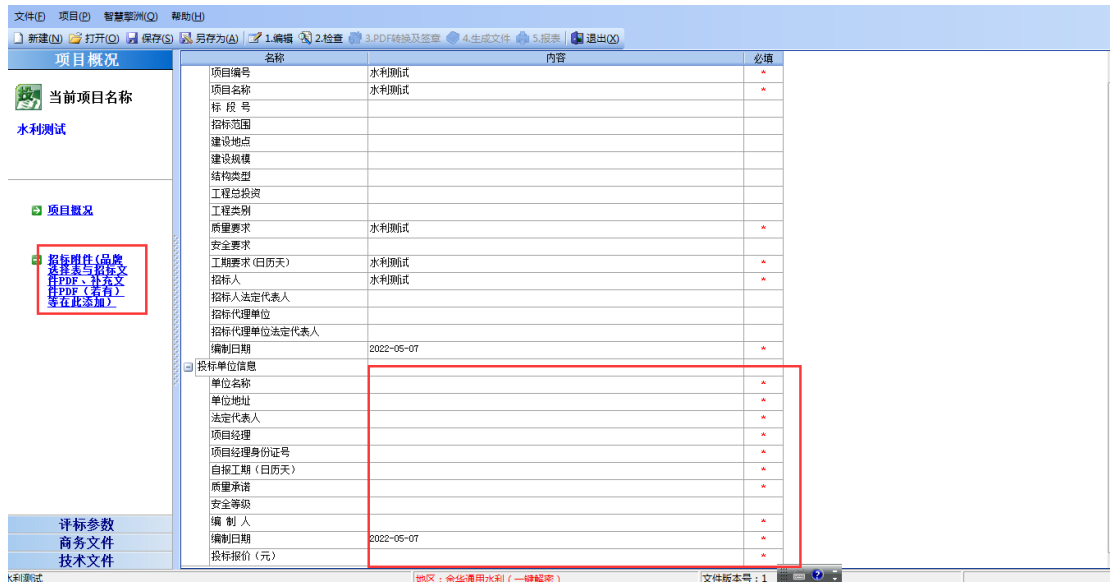 文件(F) 项目(P) 智慧擎洲(Q) 帮助(H)
新建(N) 打开(O) 保存(S) 另存为(A) 1.编辑 2.检查 3.PDF转换及签章 4.生成文件 5.报表 退出(X)
项目概况
当前项目名称
水利测试
项目概况
招标附件(品牌
选择表与招标文
件PDF、补充文
件PDF（若有）
等在此添加）
评标参数
商务文件
技术文件
名称 内容 必填
项目编号 水利测试 *
项目名称 水利测试 *
标 段 号
招标范围
建设地点
建设规模
结构类型
工程总投资
工程类别
质量要求 水利测试 *
安全要求
工期要求(日历天) 水利测试 *
招标人 水利测试 *
招标人法定代表人
招标代理单位
招标代理单位法定代表人
编制日期 2022-05-07 *
投标单位信息
单位名称 *
单位地址 *
法定代表人 *
项目经理 *
项目经理身份证号 *
自报工期（日历天） *
质量承诺 *
安全等级
编 制 人 *
编制日期 2022-05-07 *
投标报价（元） *
水利测试 地区：金华通用水利（一键解密） 文件版本号：1